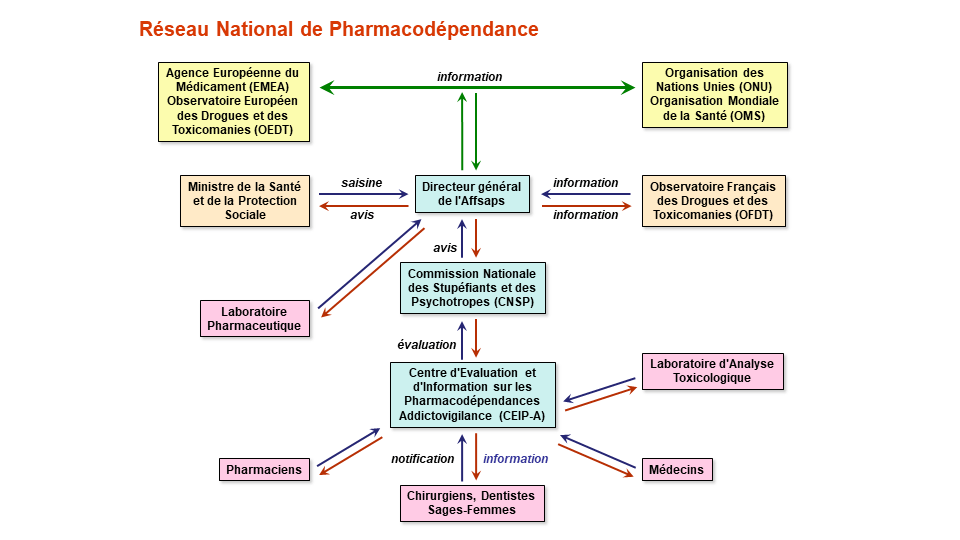 Réseau National de Pharmacodépendance
Agence Européenne du
Médicament (EMEA)
Observatoire Européen
des Drogues et des
Toxicomanies (OEDT)
information
Organisation des
Nations Unies (ONU)
Organisation Mondiale
de la Santé (OMS)
Ministre de la Santé
et de la Protection
Sociale
saisine
avis
Directeur général
de l'Affsaps
information
information
Observatoire Français
des Drogues et des
Toxicomanies (OFDT)
avis
Commission Nationale
des Stupéfiants et des
Psychotropes (CNSP)
Laboratoire
Pharmaceutique
évaluation
Centre d'Evaluation et
d'Information sur les
Pharmacodépendances
Addictovigilance (CEIP-A)
Laboratoire d'Analyse
Toxicologique
Pharmaciens
notification
information
Médecins
Chirurgiens, Dentistes
Sages-Femmes